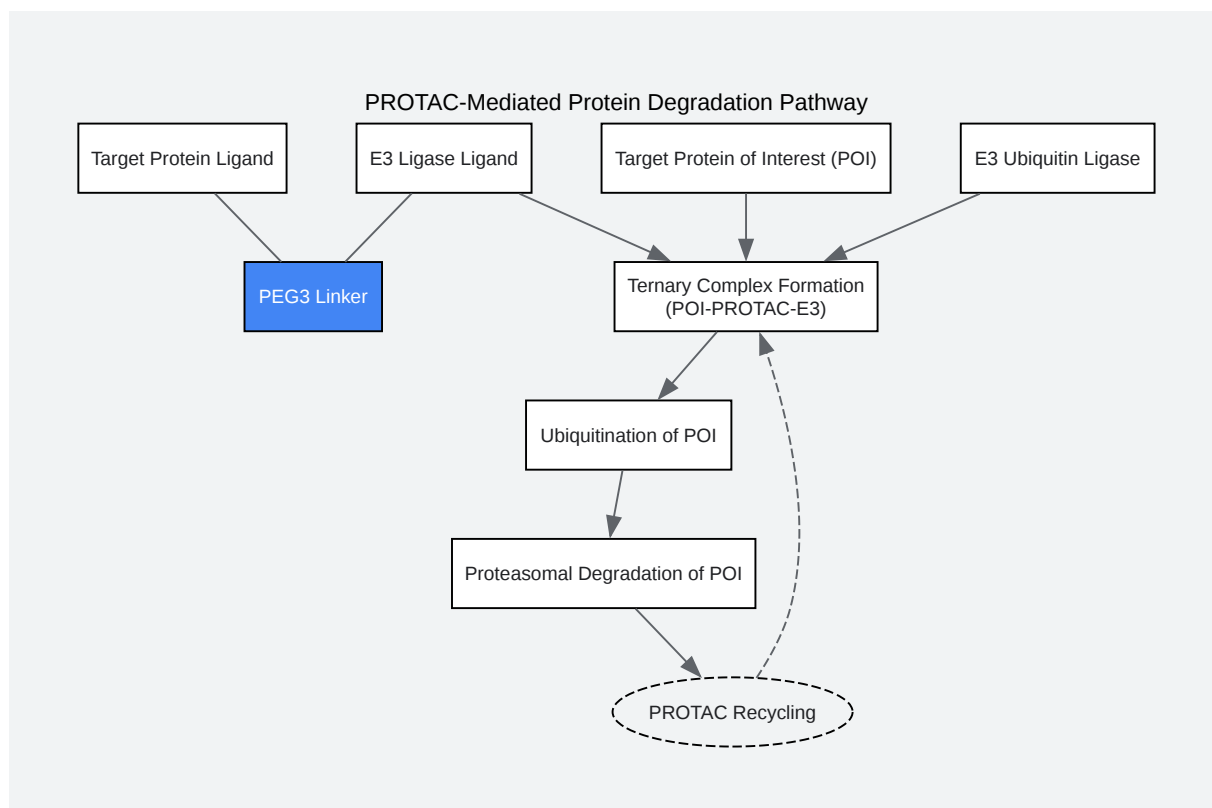 PROTAC-Mediated Protein Degradation Pathway
Target Protein Ligand
E3 Ligase Ligand
Target Protein of Interest (POI)
E3 Ubiquitin Ligase
PEG3 Linker
Ternary Complex Formation
(POI-PROTAC-E3)
Ubiquitination of POI
Proteasomal Degradation of POI
PROTAC Recycling